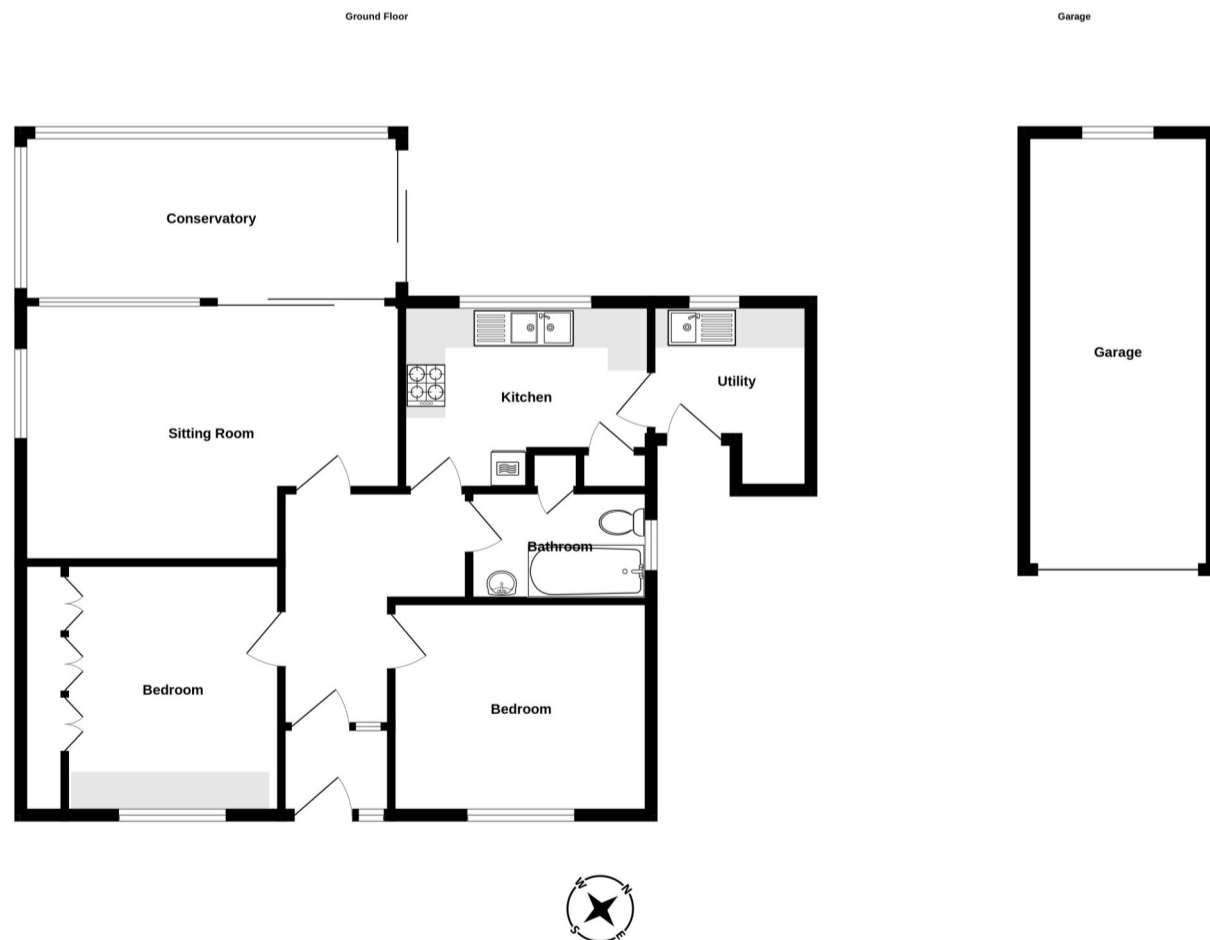 Ground Floor
Garage
Conservatory
Garage
Utility
Kitchen
Sitting Room
Bathroom
Bedroom
Bedroom
W
N
S
E